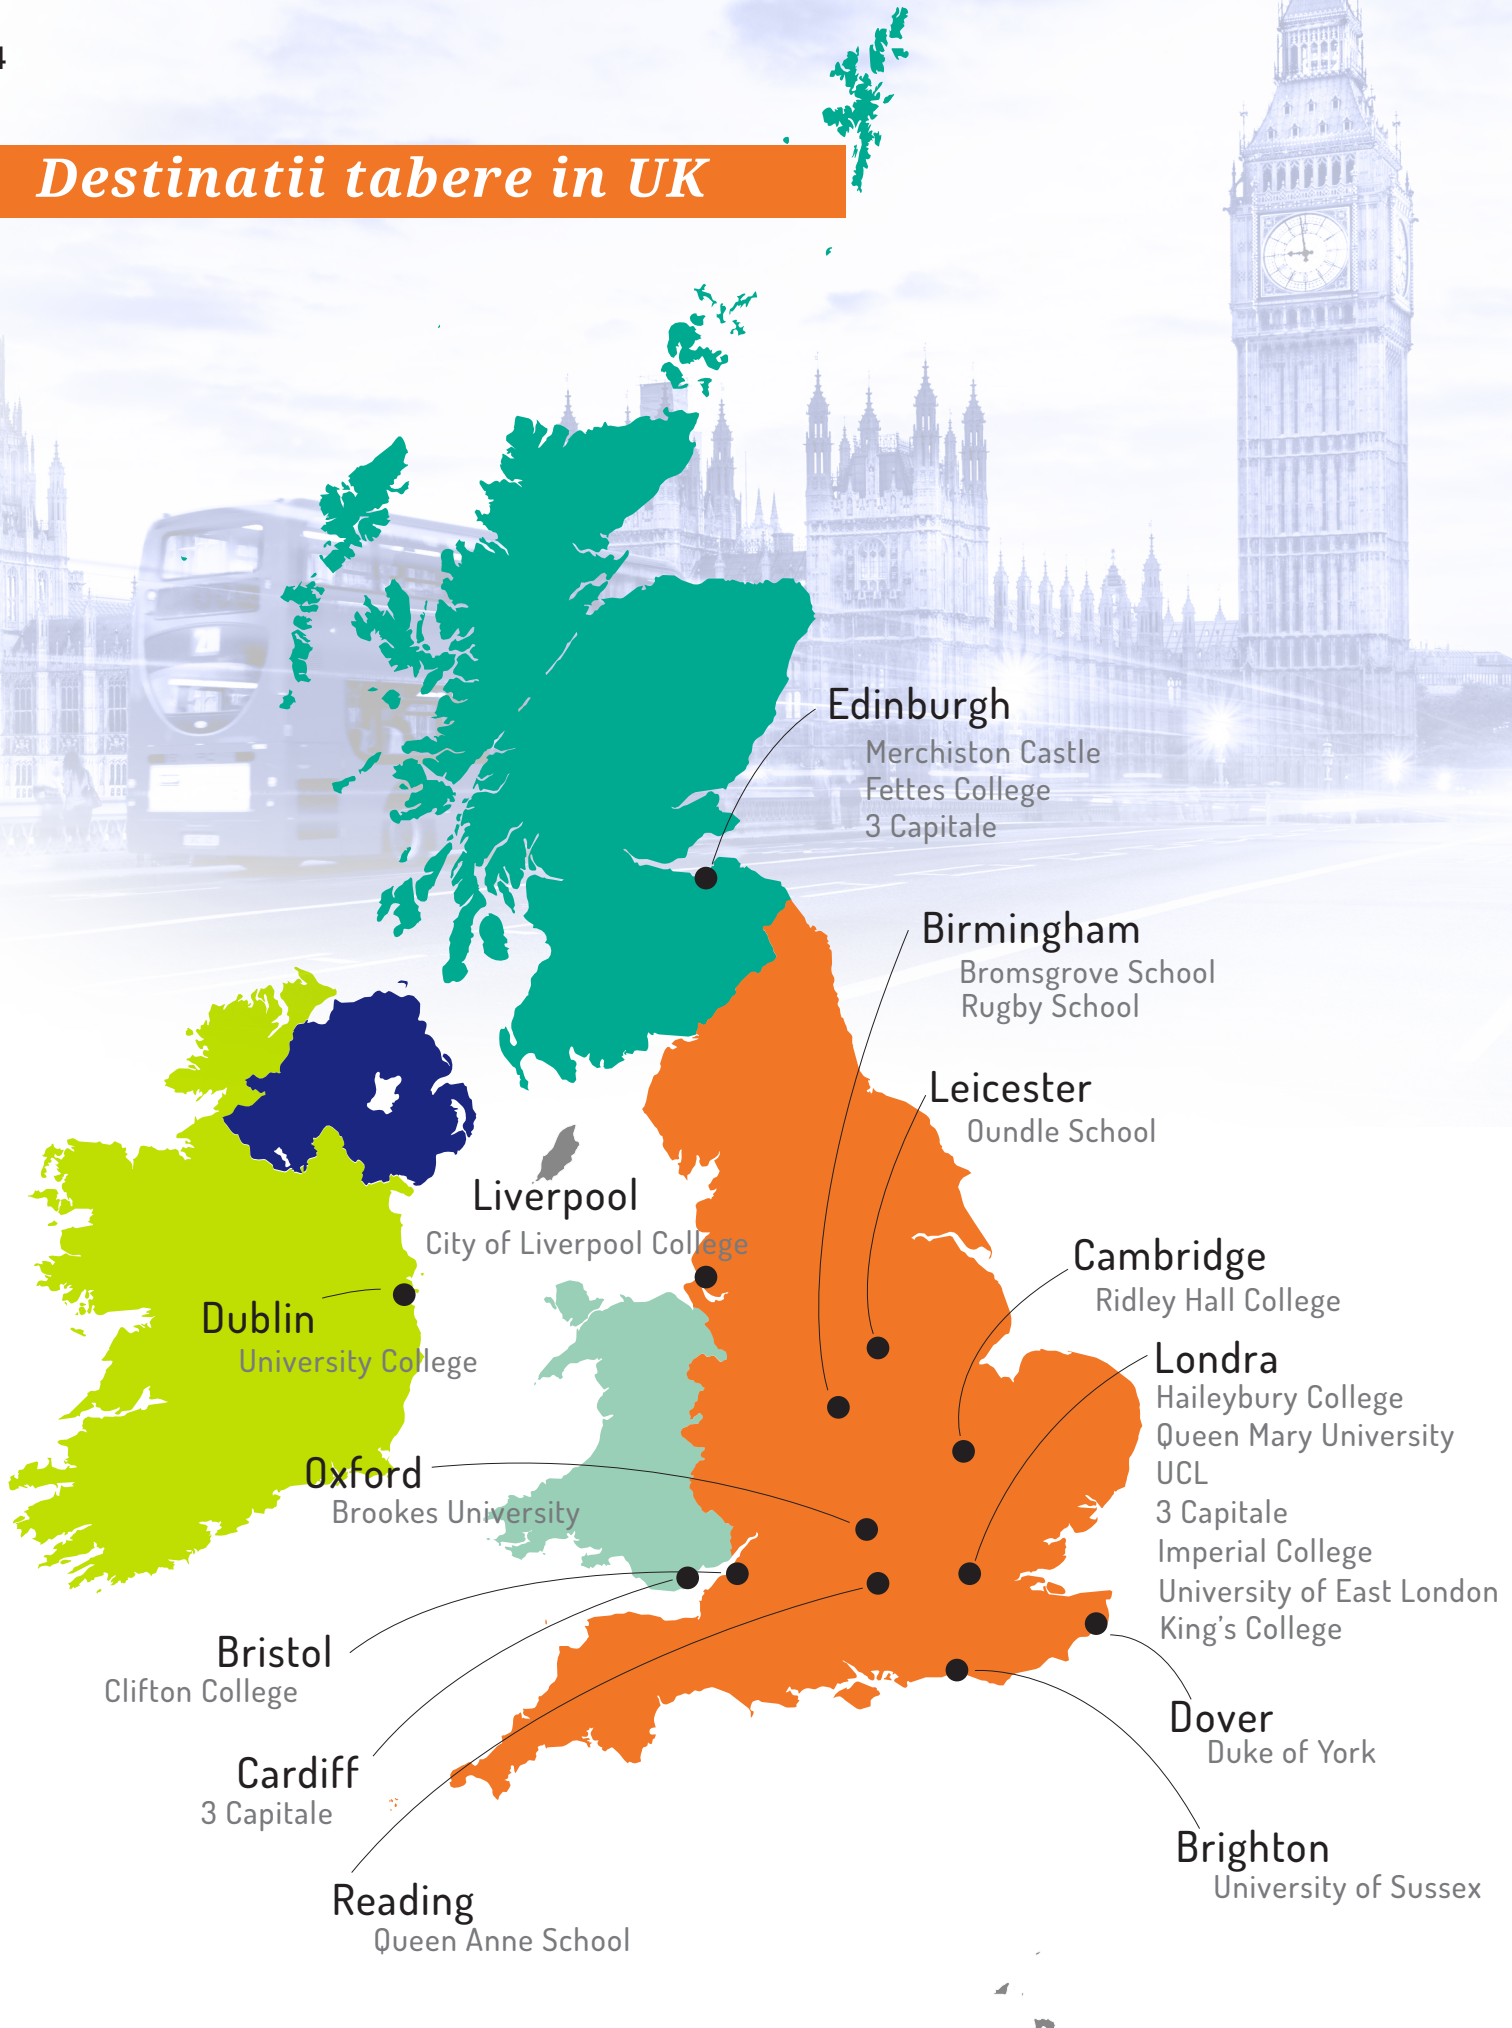 4
Destinatii tabere in UK
Edinburgh
Merchiston Castle
Fettes College
3 Capitale
Birmingham
Bromsgrove School
Rugby School
Leicester
Oundle School
Liverpool
City of Liverpool College
Cambridge
Ridley Hall College
Dublin
University College
Londra
Haileybury College
Queen Mary University
UCL
3 Capitale
Imperial College
University of East London
King's College
Oxford
Brookes University
Bristol
Clifton College
Dover
Duke of York
Cardiff
3 Capitale
Brighton
University of Sussex
Reading
Queen Anne School